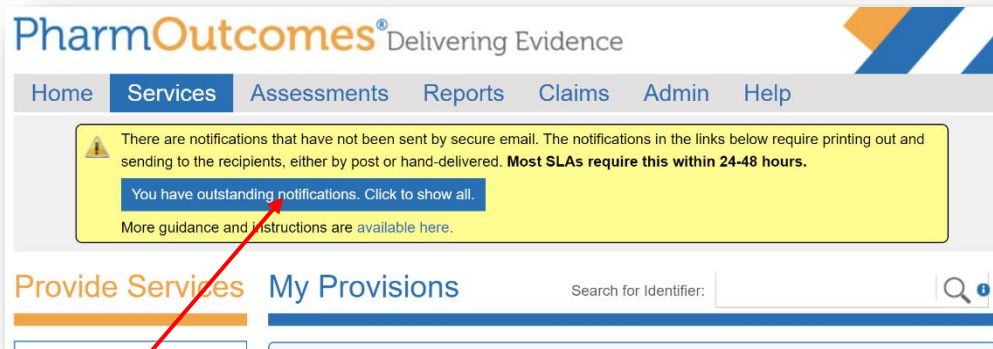 PharmOutcomes® Delivering Evidence
Home Services Assessments Reports Claims Admin Help
There are notifications that have not been sent by secure email. The notifications in the links below require printing out and
sending to the recipients, either by post or hand-delivered. Most SLAs require this within 24-48 hours.
You have outstanding notifications. Click to show all.
More guidance and instructions are available here.
Provide Services My Provisions Search for Identifier: